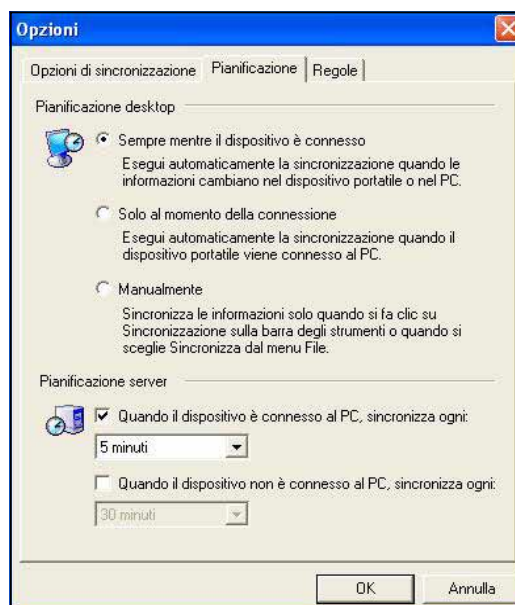 Opzioni
Opzioni di sincronizzazione Pianificazione Regole
Pianificazione desktop
Sempre mentre il dispositivo è connesso
Esegui automaticamente la sincronizzazione quando le
informazioni cambiano nel dispositivo portatile o nel PC.
Solo al momento della connessione
Esegui automaticamente la sincronizzazione quando il
dispositivo portatile viene connesso al PC.
Manualmente
Sincronizza le informazioni solo quando si fa clic su
Sincronizzazione sulla barra degli strumenti o quando si
sceglie Sincronizza dal menu File.
Pianificazione server
Quando il dispositivo è connesso al PC, sincronizza ogni:
5 minuti
Quando il dispositivo non è connesso al PC, sincronizza ogni:
30 minuti
OK Annulla